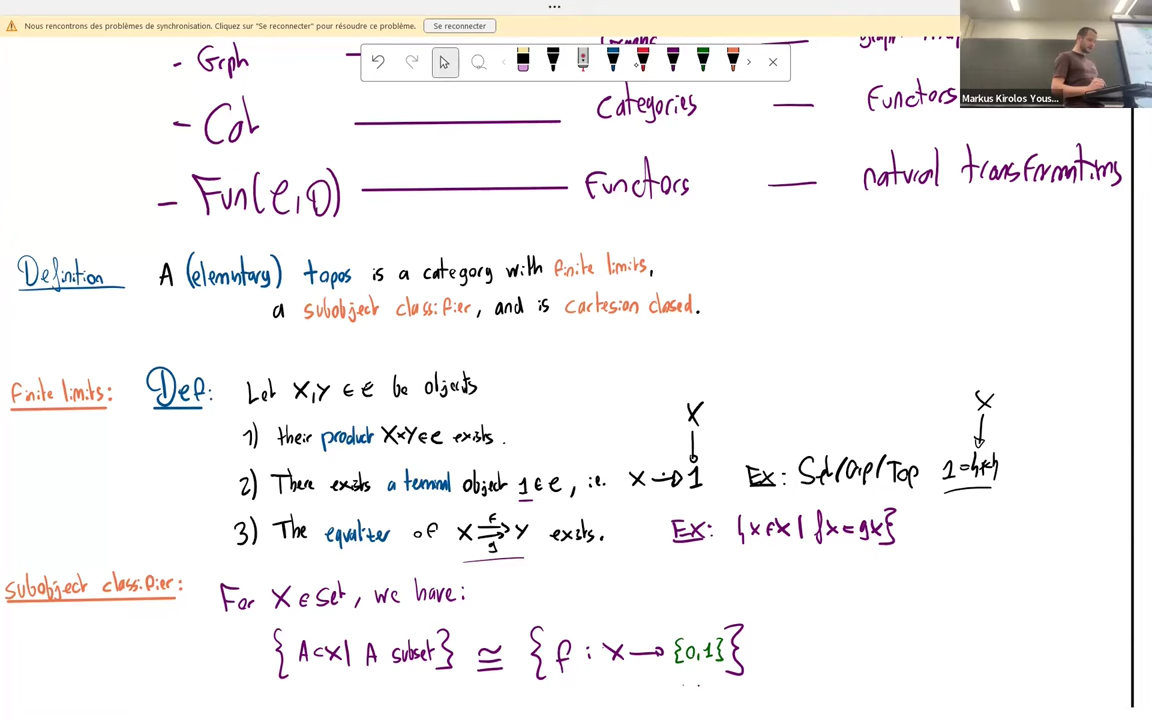 Nous rencontrons des problèmes de synchronisation. Cliquez sur "Se reconnecter" pour résoudre ce problème. Se reconnecter
- Grph
Markus Kirolos Yous...
- Cat Categories — Functors
- Fun(C,D) Functors — natural transformations
Definition A (elementary) topos is a category with finite limits,
a subobject classifier, and is cartesian closed.
finite limits: Def: Let X,Y ∈ C be objects
1) their product X×Y∈C exists.
X
↓
X
↓
2) There exists a terminal object 1∈C, i.e. X⇢1 Ex: Set/Grp/Top 1={*}
3) The equalizer of X ⇉ Y exists. Ex: {x∈X | fx=gx}
f
g
subobject classifier: For X∈Set, we have:
{A⊂X| A subset} ≅ {f : X → {0,1}}